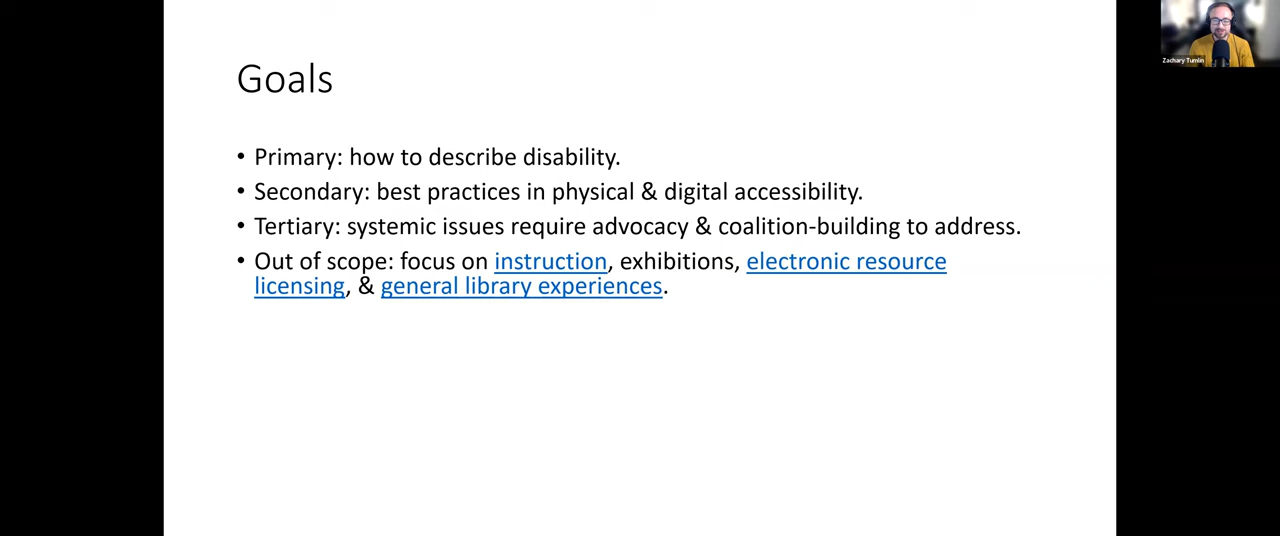 Goals
• Primary: how to describe disability.
• Secondary: best practices in physical & digital accessibility.
• Tertiary: systemic issues require advocacy & coalition-building to address.
• Out of scope: focus on instruction, exhibitions, electronic resource
licensing, & general library experiences.
Zachary Tumlin